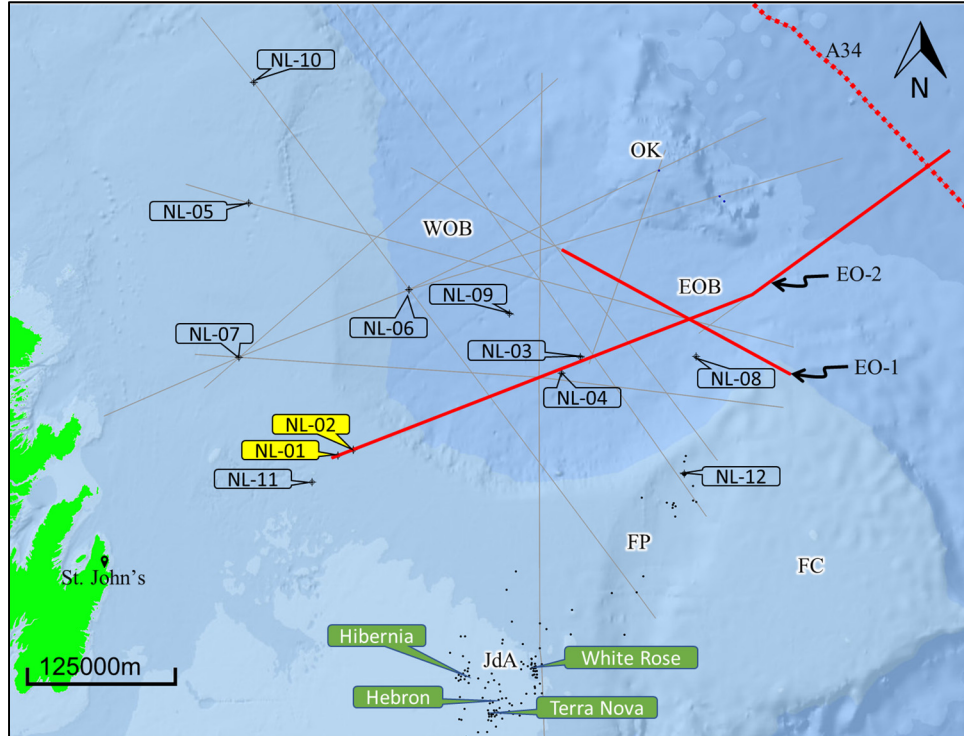 NL-10
A34
N
OK
NL-05
WOB
EO-2
EOB
NL-09
NL-06
NL-07
NL-03
NL-08
EO-1
NL-04
NL-02
NL-01
NL-11
NL-12
FP
FC
St. John's
Hibernia
JdA
White Rose
125000m
Hebron
Terra Nova